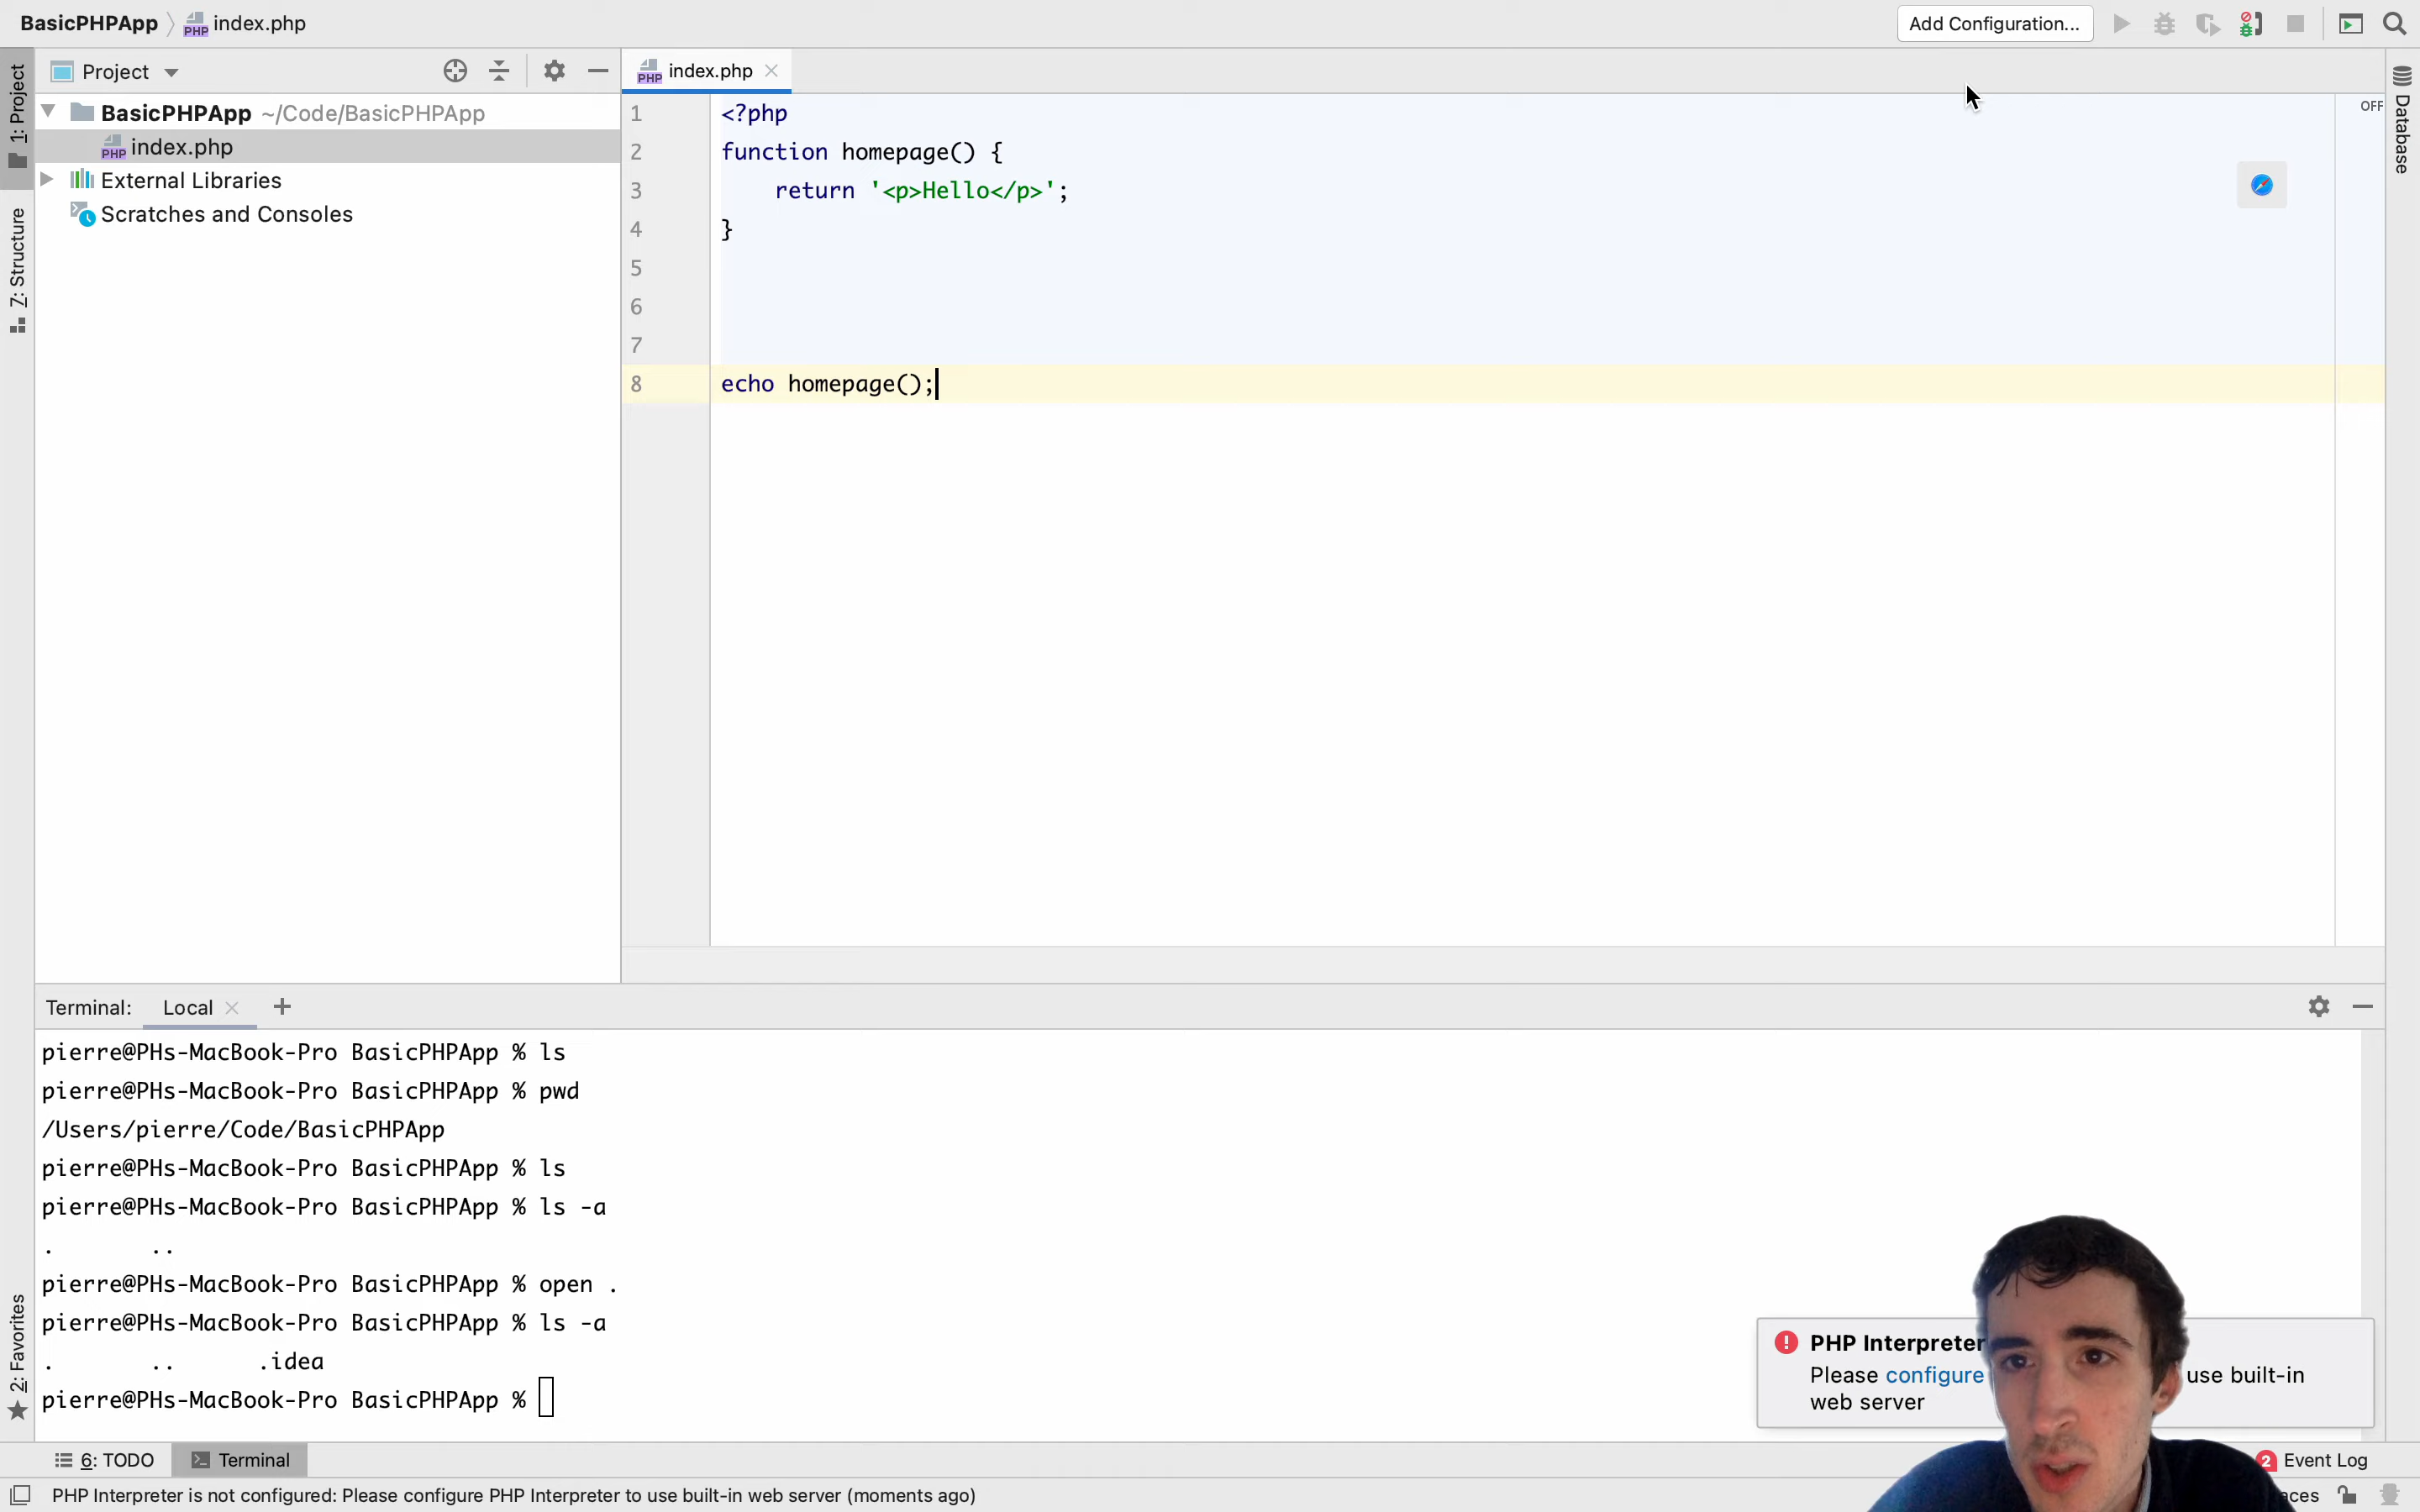 BasicPHPApp index.php
Add Configuration...
1: Project
7: Structure
2: Favorites
Project
BasicPHPApp ~/Code/BasicPHPApp
index.php
External Libraries
Scratches and Consoles
index.php
1 <?php
2 function homepage() {
3 return '<p>Hello</p>';
4 }
5
6
7
8 echo homepage();
OFF
Database
Terminal: Local
pierre@PHs-MacBook-Pro BasicPHPApp % ls
pierre@PHs-MacBook-Pro BasicPHPApp % pwd
/Users/pierre/Code/BasicPHPApp
pierre@PHs-MacBook-Pro BasicPHPApp % ls
pierre@PHs-MacBook-Pro BasicPHPApp % ls -a
. ..
pierre@PHs-MacBook-Pro BasicPHPApp % open .
pierre@PHs-MacBook-Pro BasicPHPApp % ls -a
. .. .idea
pierre@PHs-MacBook-Pro BasicPHPApp %
PHP Interpreter
Please configure use built-in
web server
6: TODO Terminal
2 Event Log
PHP Interpreter is not configured: Please configure PHP Interpreter to use built-in web server (moments ago)